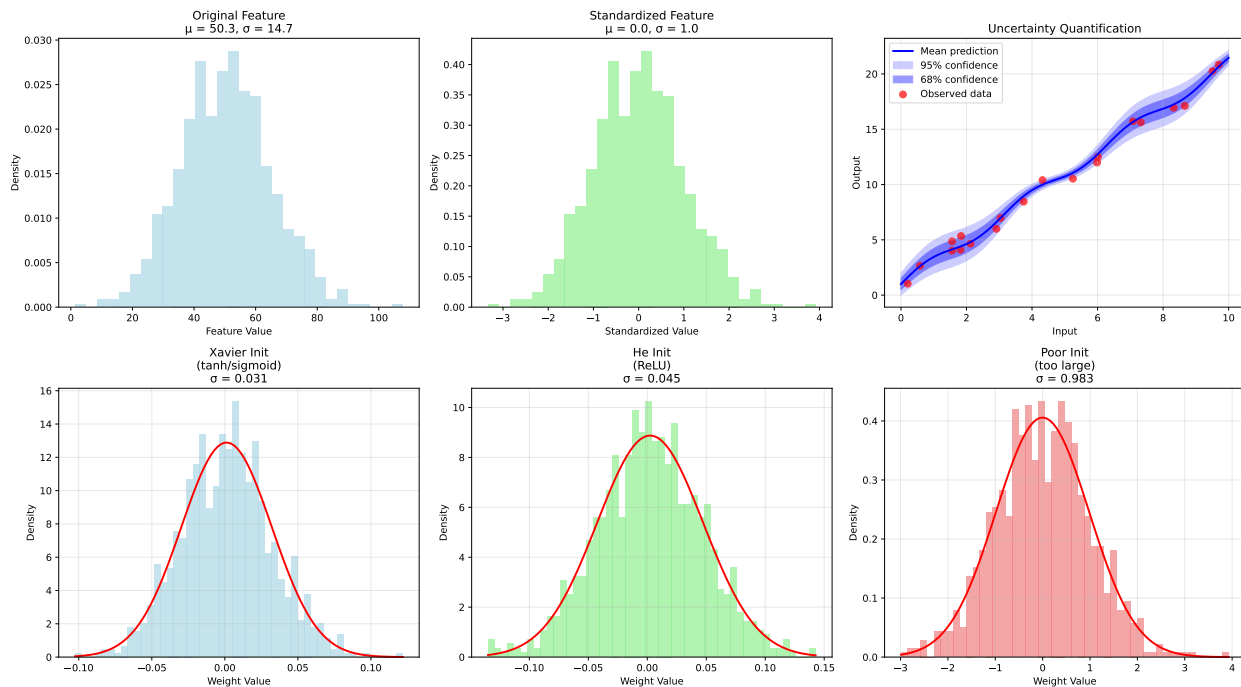 Original Feature
μ = 50.3, σ = 14.7
0.030
0.025
0.020
0.015
0.010
0.005
0.000
Density
0
20
40
60
80
100
Feature Value
Standardized Feature
μ = 0.0, σ = 1.0
0.40
0.35
0.30
0.25
0.20
0.15
0.10
0.05
0.00
Density
−3
−2
−1
0
1
2
3
4
Standardized Value
Uncertainty Quantification
Mean prediction
95% confidence
68% confidence
Observed data
20
15
10
5
0
Output
0
2
4
6
8
10
Input
Xavier Init
(tanh/sigmoid)
σ = 0.031
16
14
12
10
8
6
4
2
0
Density
−0.10
−0.05
0.00
0.05
0.10
Weight Value
He Init
(ReLU)
σ = 0.045
10
8
6
4
2
0
Density
−0.10
−0.05
0.00
0.05
0.10
0.15
Weight Value
Poor Init
(too large)
σ = 0.983
0.4
0.3
0.2
0.1
0.0
Density
−3
−2
−1
0
1
2
3
4
Weight Value